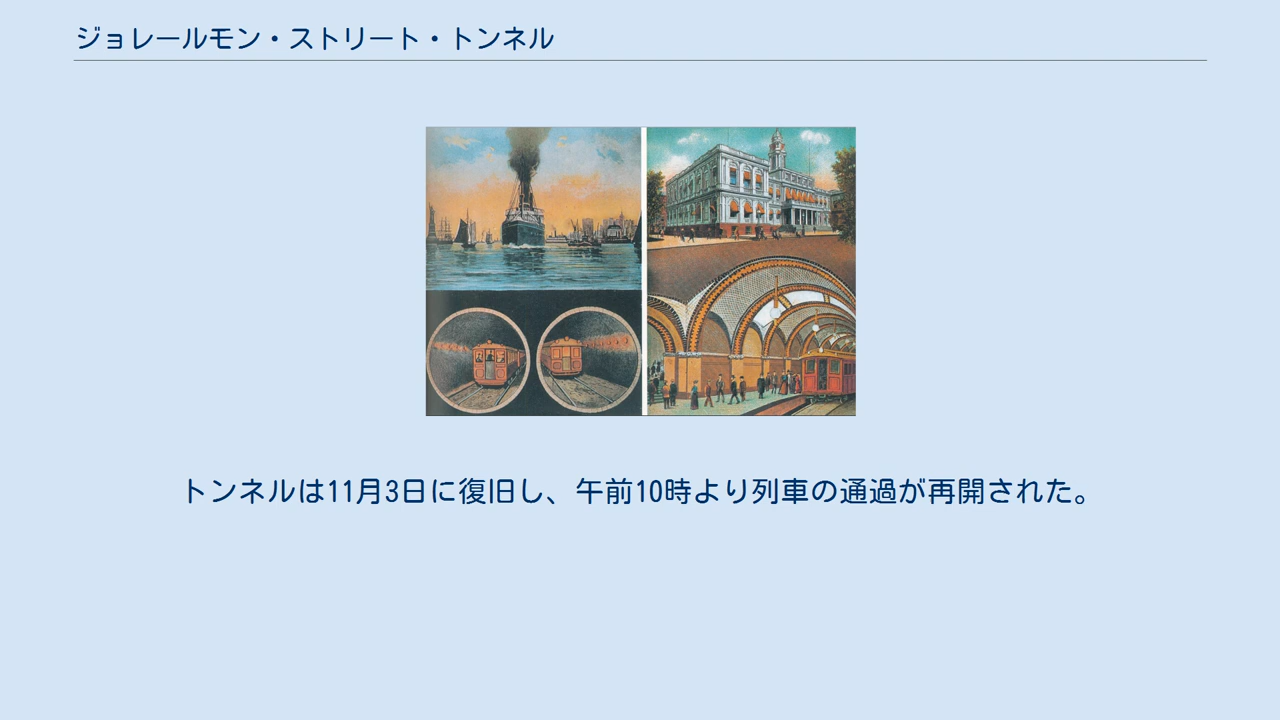 ジョレールモン・ストリート・トンネル
トンネルは11月3日に復旧し、午前10時より列車の通過が再開された。